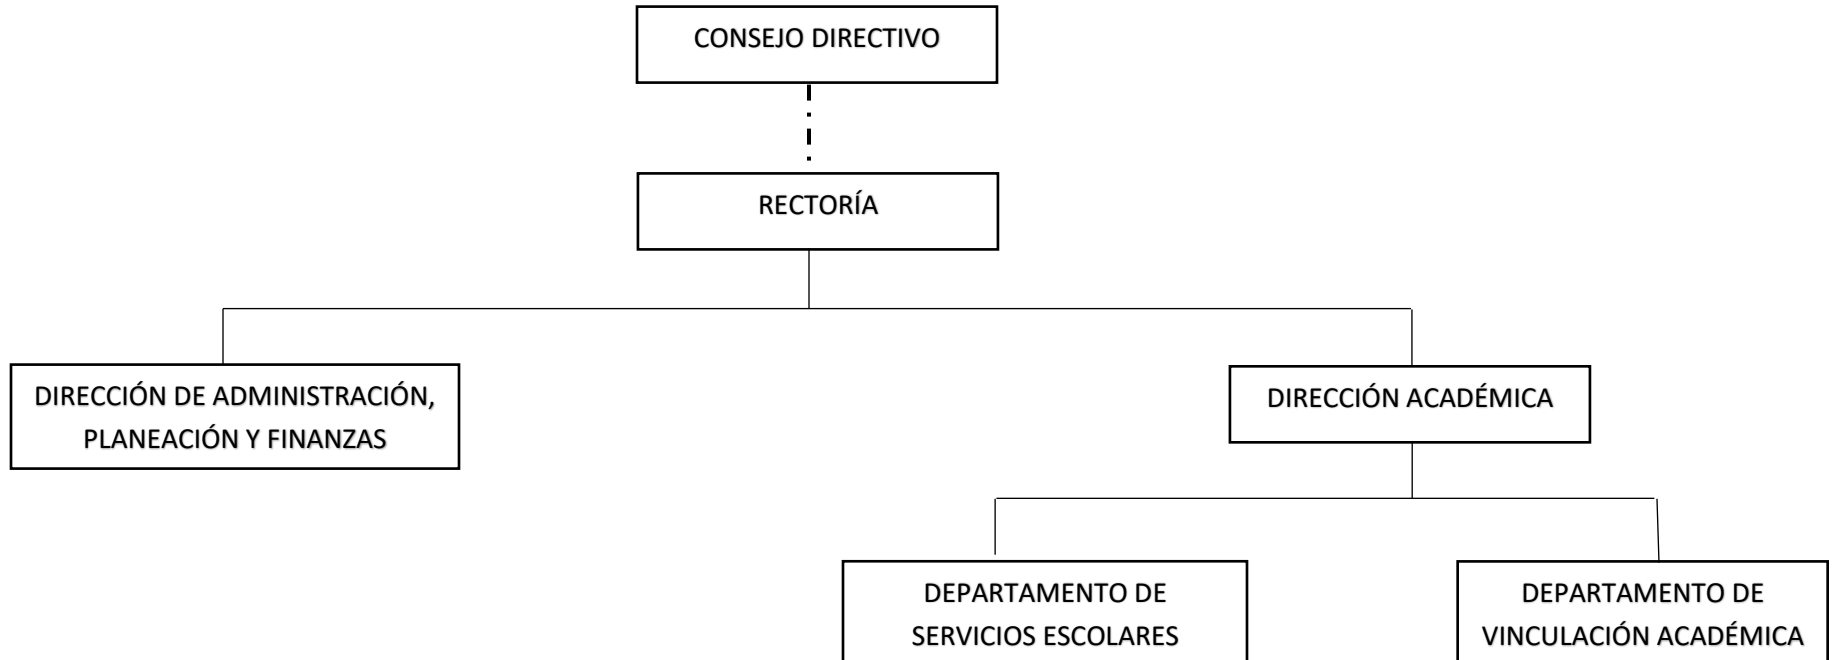 CONSEJO DIRECTIVO
RECTORÍA
DIRECCIÓN DE ADMINISTRACIÓN,
PLANEACIÓN Y FINANZAS
DIRECCIÓN ACADÉMICA
DEPARTAMENTO DE
SERVICIOS ESCOLARES
DEPARTAMENTO DE
VINCULACIÓN ACADÉMICA